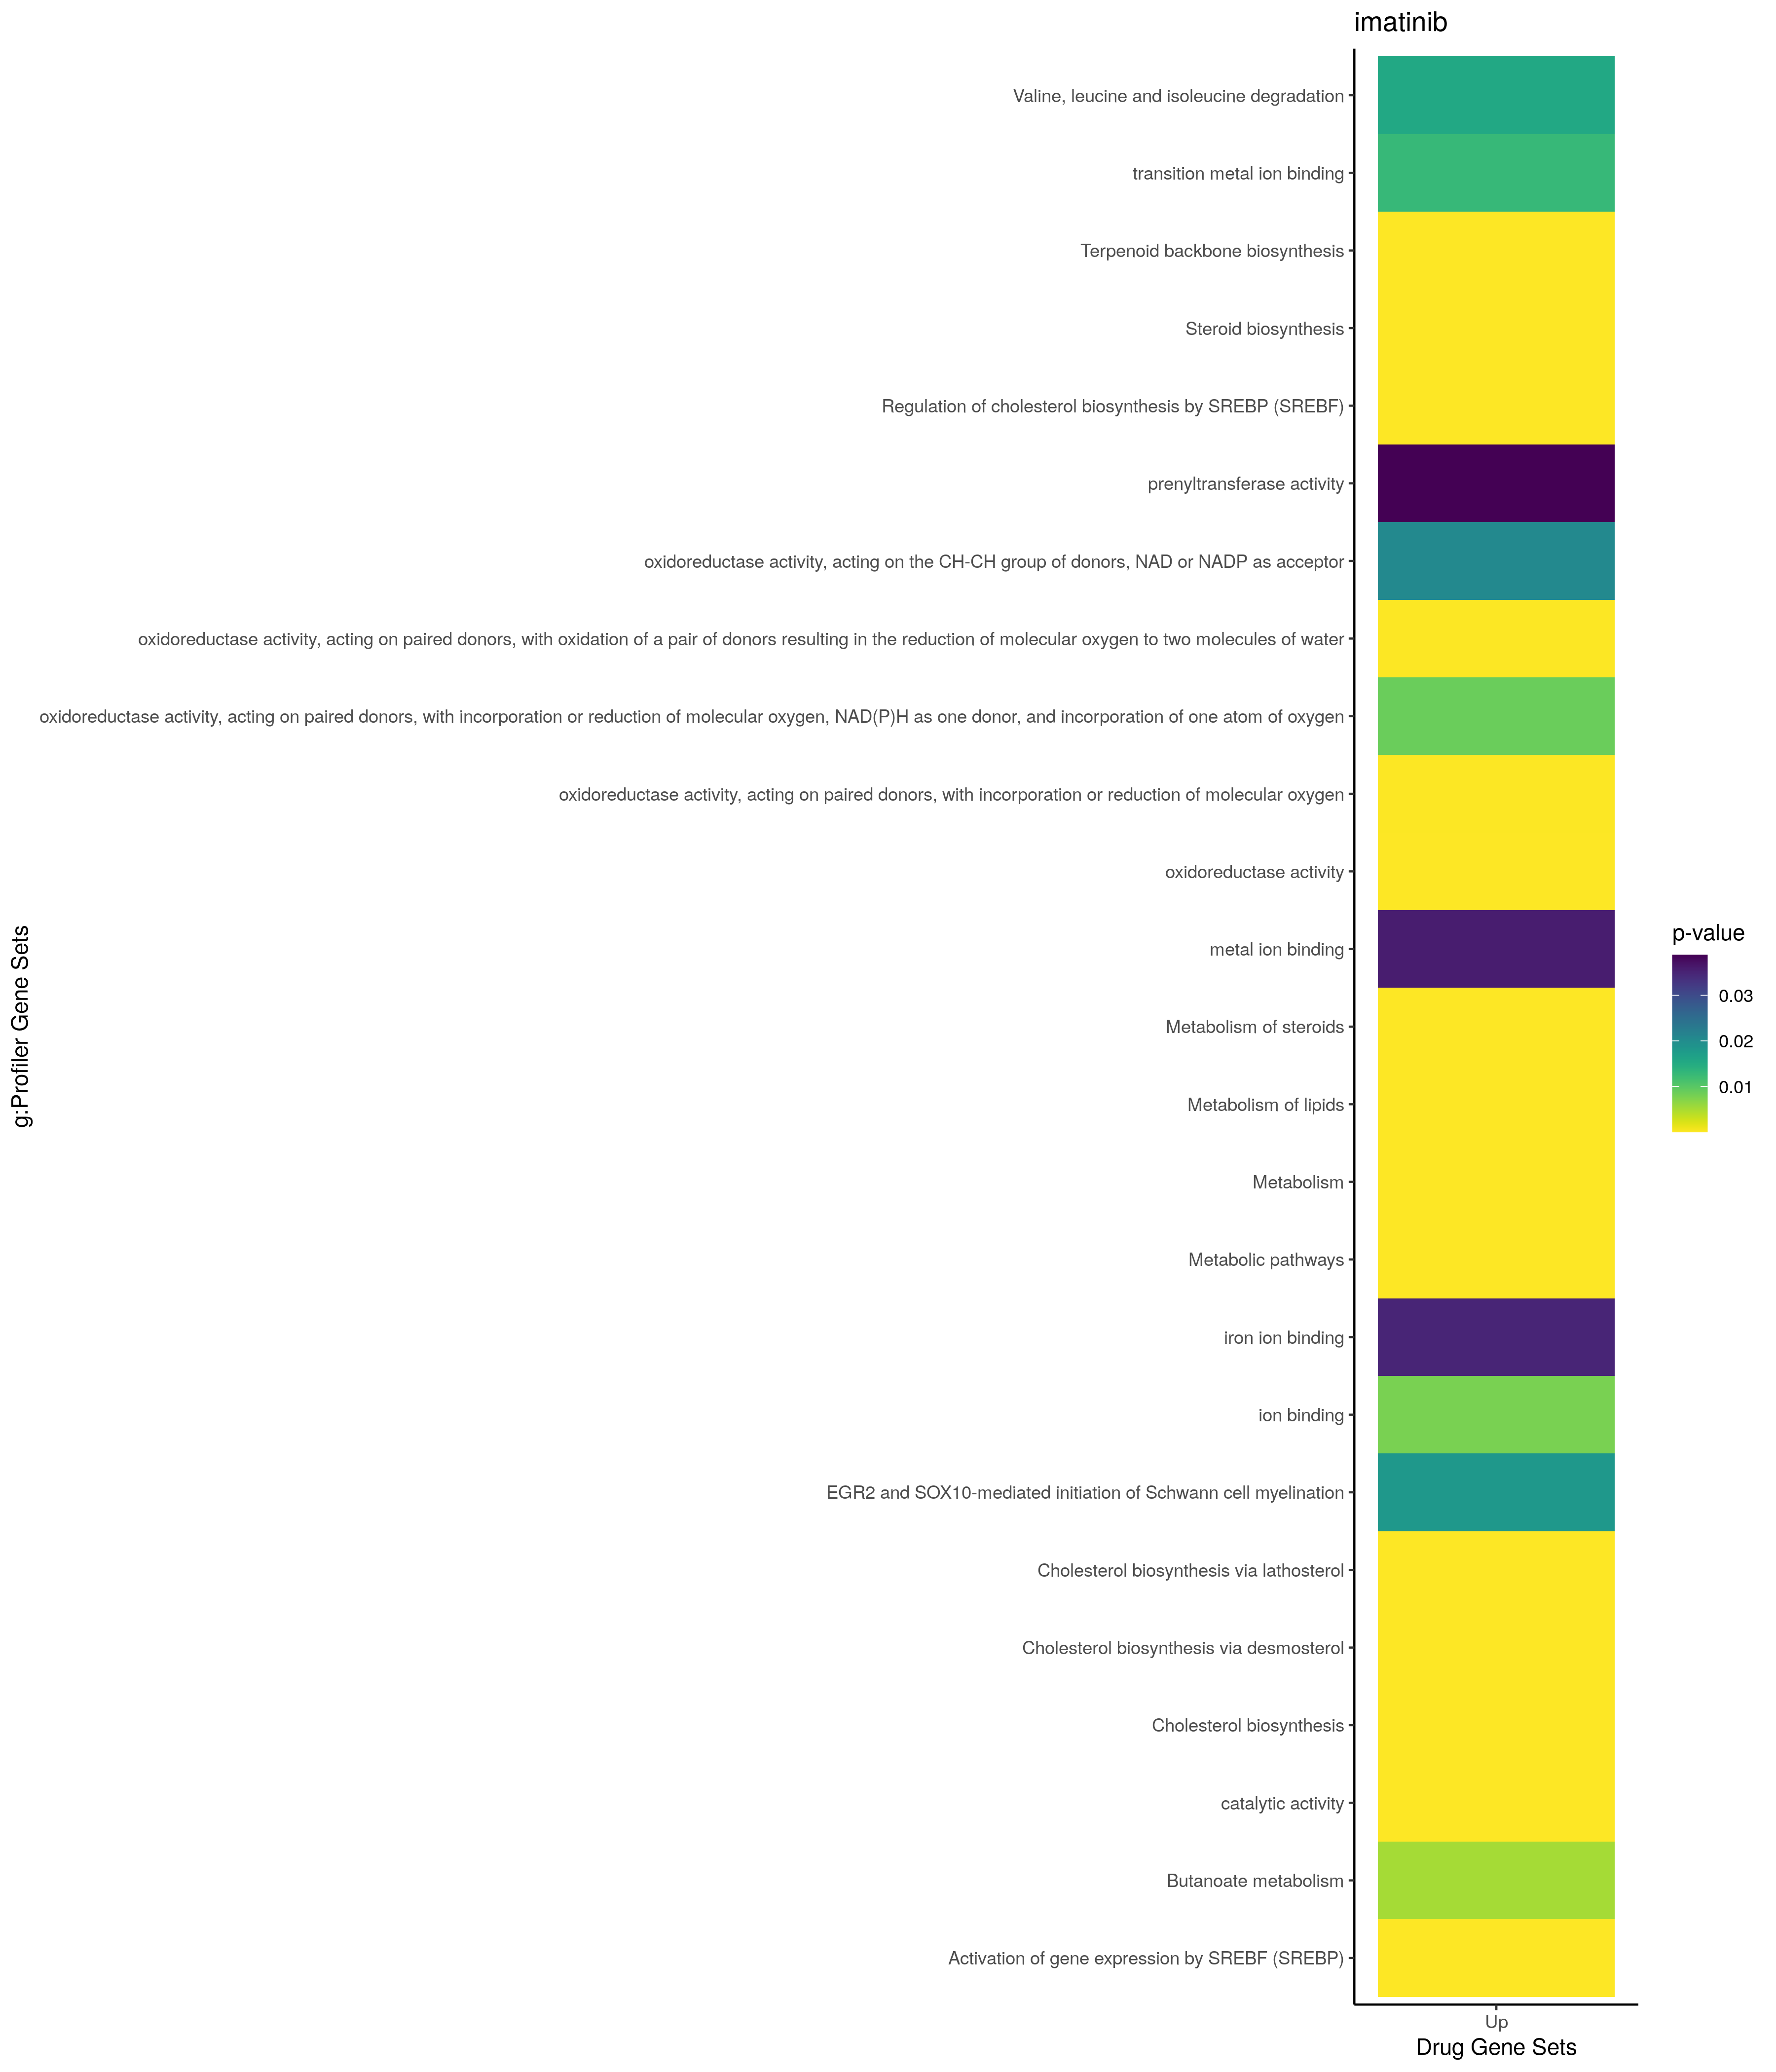 imatinib
Valine, leucine and isoleucine degradation
transition metal ion binding
Terpenoid backbone biosynthesis
Steroid biosynthesis
Regulation of cholesterol biosynthesis by SREBP (SREBF)
prenyltransferase activity
oxidoreductase activity, acting on the CH-CH group of donors, NAD or NADP as acceptor
oxidoreductase activity, acting on paired donors, with oxidation of a pair of donors resulting in the reduction of molecular oxygen to two molecules of water
oxidoreductase activity, acting on paired donors, with incorporation or reduction of molecular oxygen, NAD(P)H as one donor, and incorporation of one atom of oxygen
oxidoreductase activity, acting on paired donors, with incorporation or reduction of molecular oxygen
oxidoreductase activity
metal ion binding
Metabolism of steroids
Metabolism of lipids
Metabolism
Metabolic pathways
iron ion binding
ion binding
EGR2 and SOX10-mediated initiation of Schwann cell myelination
Cholesterol biosynthesis via lathosterol
Cholesterol biosynthesis via desmosterol
Cholesterol biosynthesis
catalytic activity
Butanoate metabolism
Activation of gene expression by SREBF (SREBP)
g:Profiler Gene Sets
Up
Drug Gene Sets
p-value
0.03
0.02
0.01